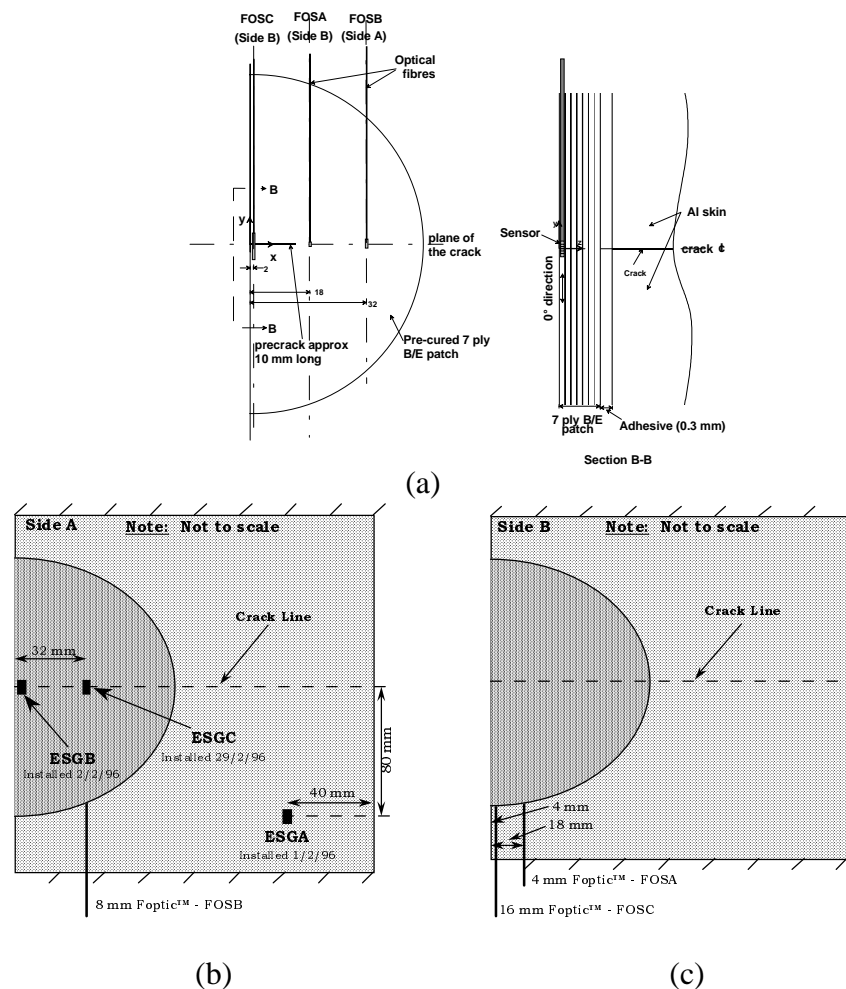 FOSC FOSA FOSB
(Side B) (Side B) (Side A)
Optical
fibres
B
y
x
2
18
32
B
plane of
the crack
precrack approx
10 mm long
Pre-cured 7 ply
B/E patch
Sensor
y
z
Al skin
crack ¢
Crack
0° direction
7 ply B/E
patch
Adhesive (0.3 mm)
Section B-B
(a)
Side A Note: Not to scale
Crack Line
32 mm
ESGB
Installed 2/2/96
ESGC
Installed 29/2/96
80 mm
40 mm
ESGA
Installed 1/2/96
8 mm Foptic™ - FOSB
(b)
Side B Note: Not to scale
Crack Line
4 mm
18 mm
4 mm Foptic™ - FOSA
16 mm Foptic™ - FOSC
(c)